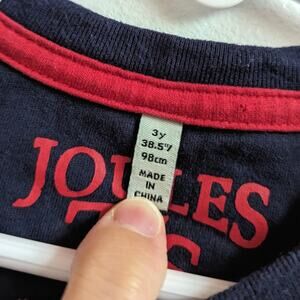 3y
38.5"/
98cm
MADE
IN
CHINA
JOULES